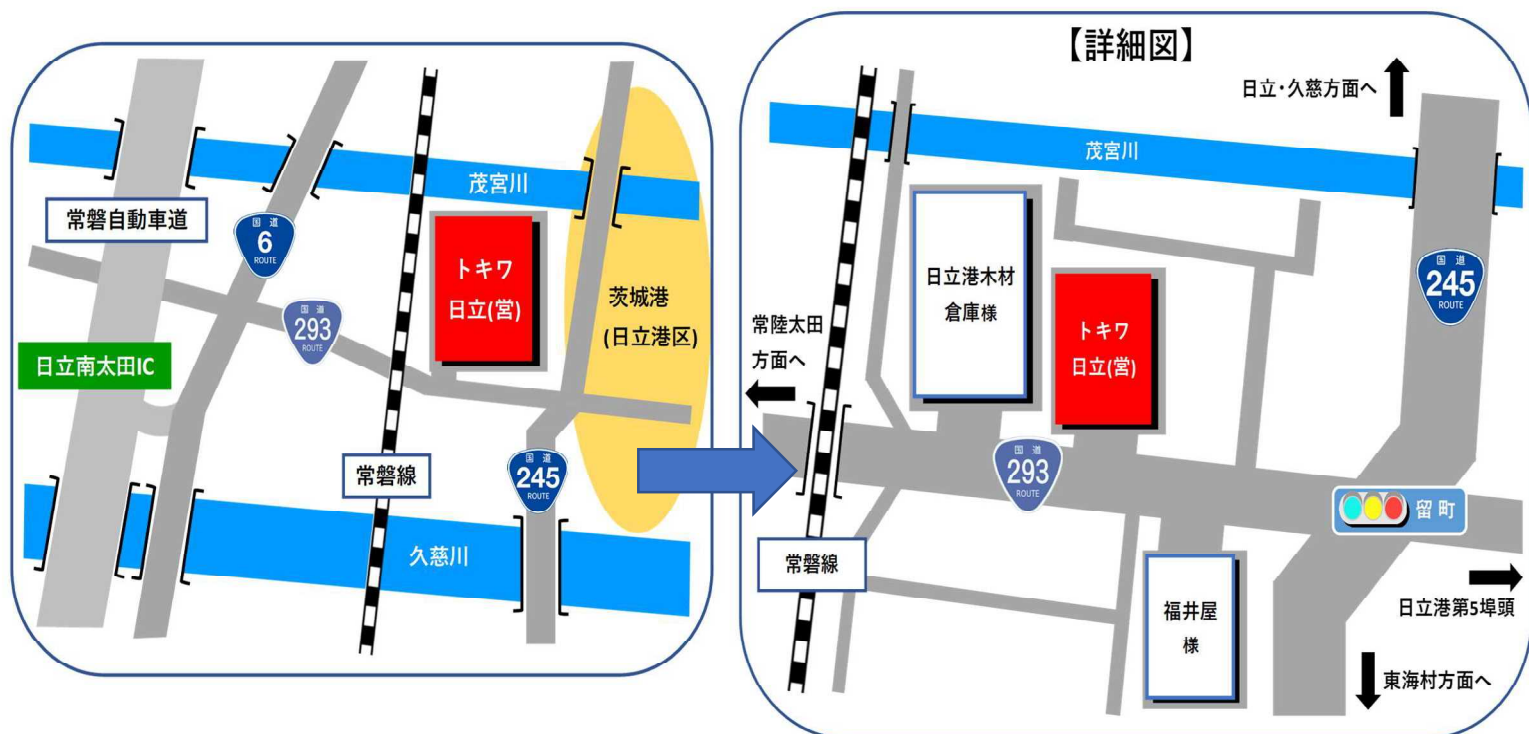 茂宮川
常磐自動車道
国道
6
ROUTE
トキワ
日立(営)
茨城港
(日立港区)
国道
293
ROUTE
日立南太田IC
常磐線
国道
245
ROUTE
久慈川
【詳細図】
日立・久慈方面へ
茂宮川
日立港木材
倉庫様
国道
245
ROUTE
常陸太田
方面へ
トキワ
日立(営)
国道
293
ROUTE
留町
常磐線
福井屋
様
日立港第5埠頭
東海村方面へ